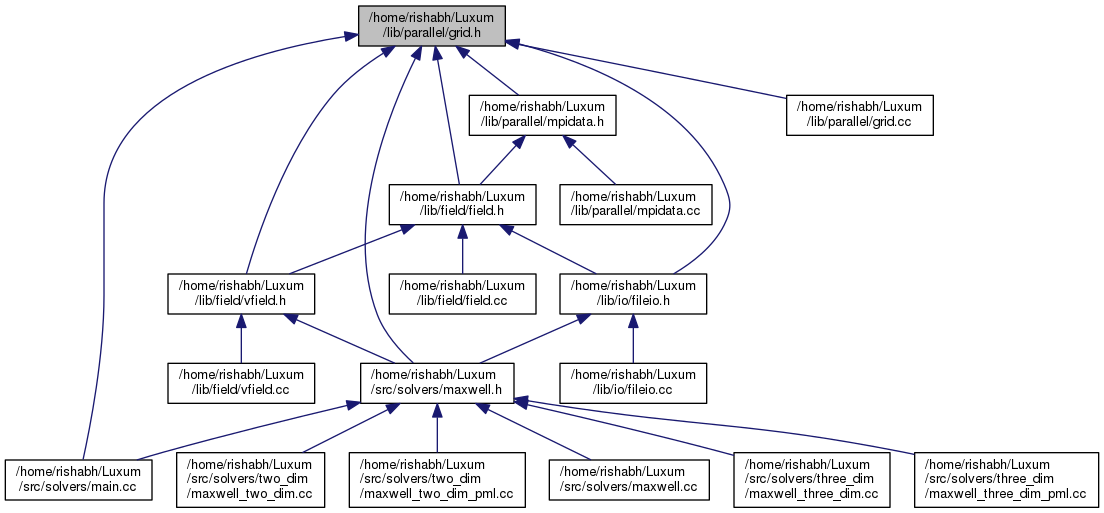 /home/rishabh/Luxum
/lib/parallel/grid.h
/home/rishabh/Luxum
/lib/parallel/mpidata.h
/home/rishabh/Luxum
/lib/parallel/grid.cc
/home/rishabh/Luxum
/lib/field/field.h
/home/rishabh/Luxum
/lib/parallel/mpidata.cc
/home/rishabh/Luxum
/lib/field/vfield.h
/home/rishabh/Luxum
/lib/field/field.cc
/home/rishabh/Luxum
/lib/io/fileio.h
/home/rishabh/Luxum
/lib/field/vfield.cc
/home/rishabh/Luxum
/src/solvers/maxwell.h
/home/rishabh/Luxum
/lib/io/fileio.cc
/home/rishabh/Luxum
/src/solvers/main.cc
/home/rishabh/Luxum
/src/solvers/two_dim
/maxwell_two_dim.cc
/home/rishabh/Luxum
/src/solvers/two_dim
/maxwell_two_dim_pml.cc
/home/rishabh/Luxum
/src/solvers/maxwell.cc
/home/rishabh/Luxum
/src/solvers/three_dim
/maxwell_three_dim.cc
/home/rishabh/Luxum
/src/solvers/three_dim
/maxwell_three_dim_pml.cc